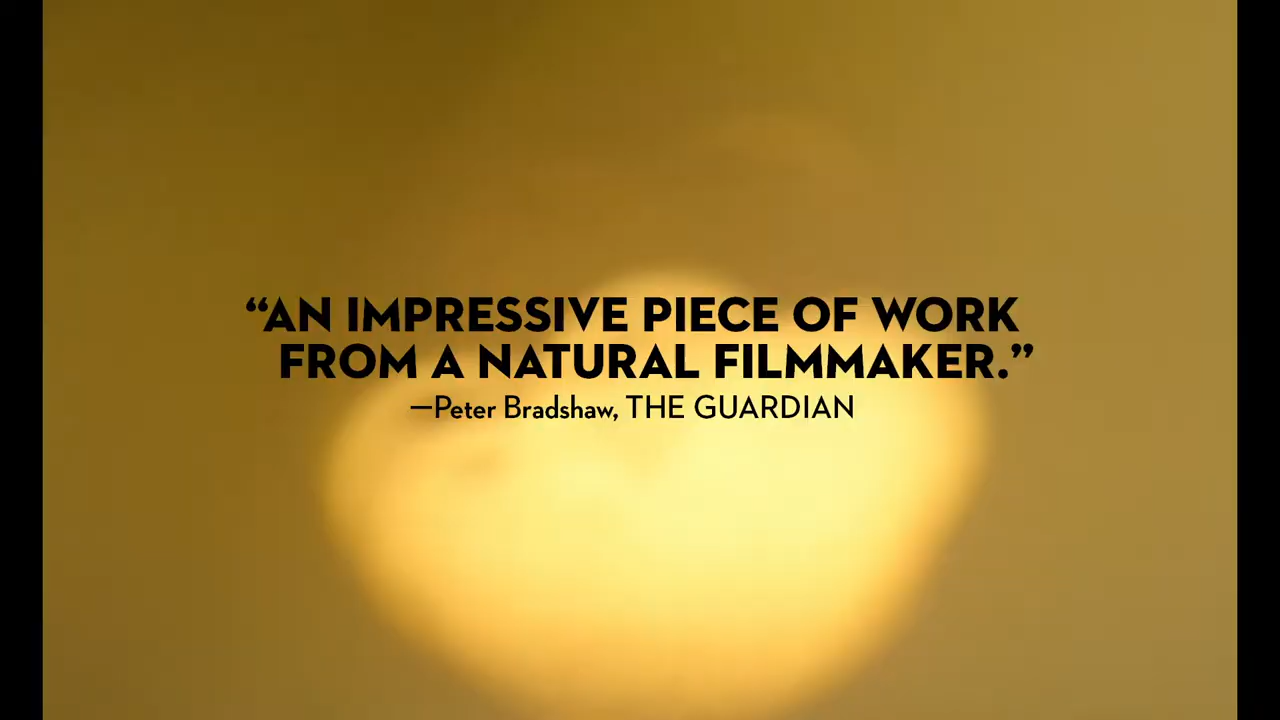 “AN IMPRESSIVE PIECE OF WORK
FROM A NATURAL FILMMAKER.”
—Peter Bradshaw, THE GUARDIAN